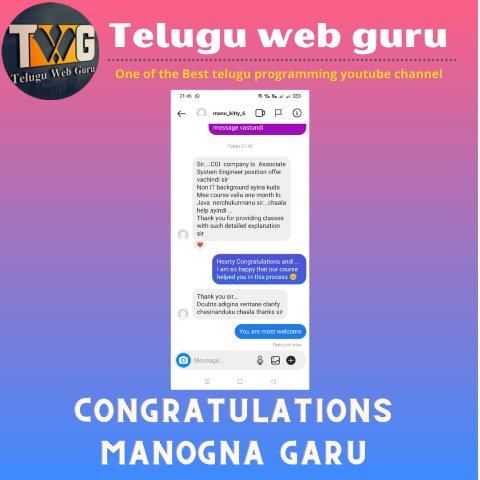 TWG
Telugu Web Guru
Telugu web guru
One of the Best telugu programming youtube channel
21:45
manu_kitty_6
message vastundi
Today 21:43
Sir....CGI company lo Associate
System Engineer position offer
vachindi sir
Non IT background ayina kuda
Mee course valla one month lo
Java nerchukunnanu sir...chaala
help ayindi ...
Thank you for providing classes
with such detailed explanation
sir
❤️
Hearty Congratulations andi ...
I am so happy that our course
helped you in this process 😊
Thank you sir...
Doubts adigina ventane clarify
chesinanduku chaala thanks sir
You are most welcome
Seen just now
Message...
CONGRATULATIONS
MANOGNA GARU